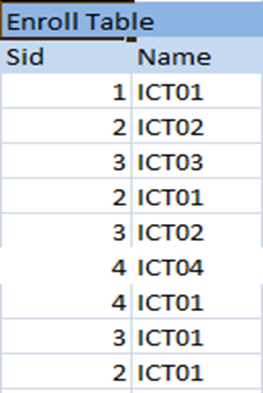 Enroll Table
Sid Name
1 ICT01
2 ICT02
3 ICT03
2 ICT01
3 ICT02
4 ICT04
4 ICT01
3 ICT01
2 ICT01